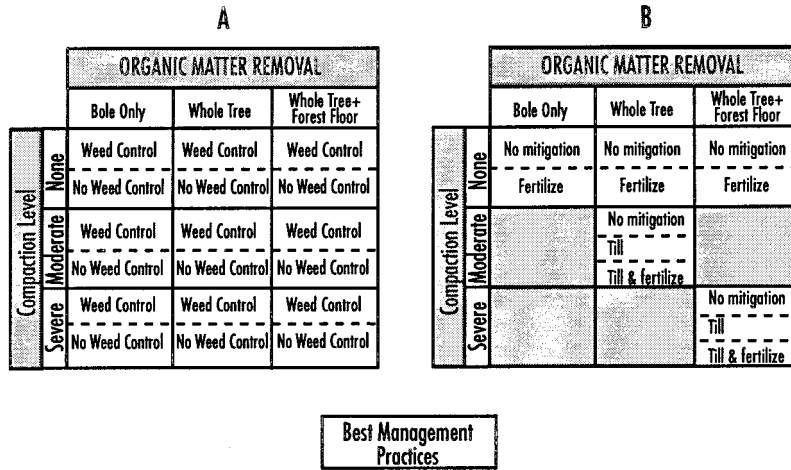 A
ORGANIC MATTER REMOVAL
Bole Only Whole Tree Whole Tree+
Forest Floor
Compaction Level
None
Weed Control Weed Control Weed Control
No Weed Control No Weed Control No Weed Control
Moderate
Weed Control Weed Control Weed Control
No Weed Control No Weed Control No Weed Control
Severe
Weed Control Weed Control Weed Control
No Weed Control No Weed Control No Weed Control
B
ORGANIC MATTER REMOVAL
Bole Only Whole Tree Whole Tree+
Forest Floor
Compaction Level
None
No mitigation No mitigation No mitigation
Fertilize Fertilize Fertilize
Moderate
No mitigation
Till
Till & fertilize
Severe
No mitigation
Till
Till & fertilize
Best Management
Practices